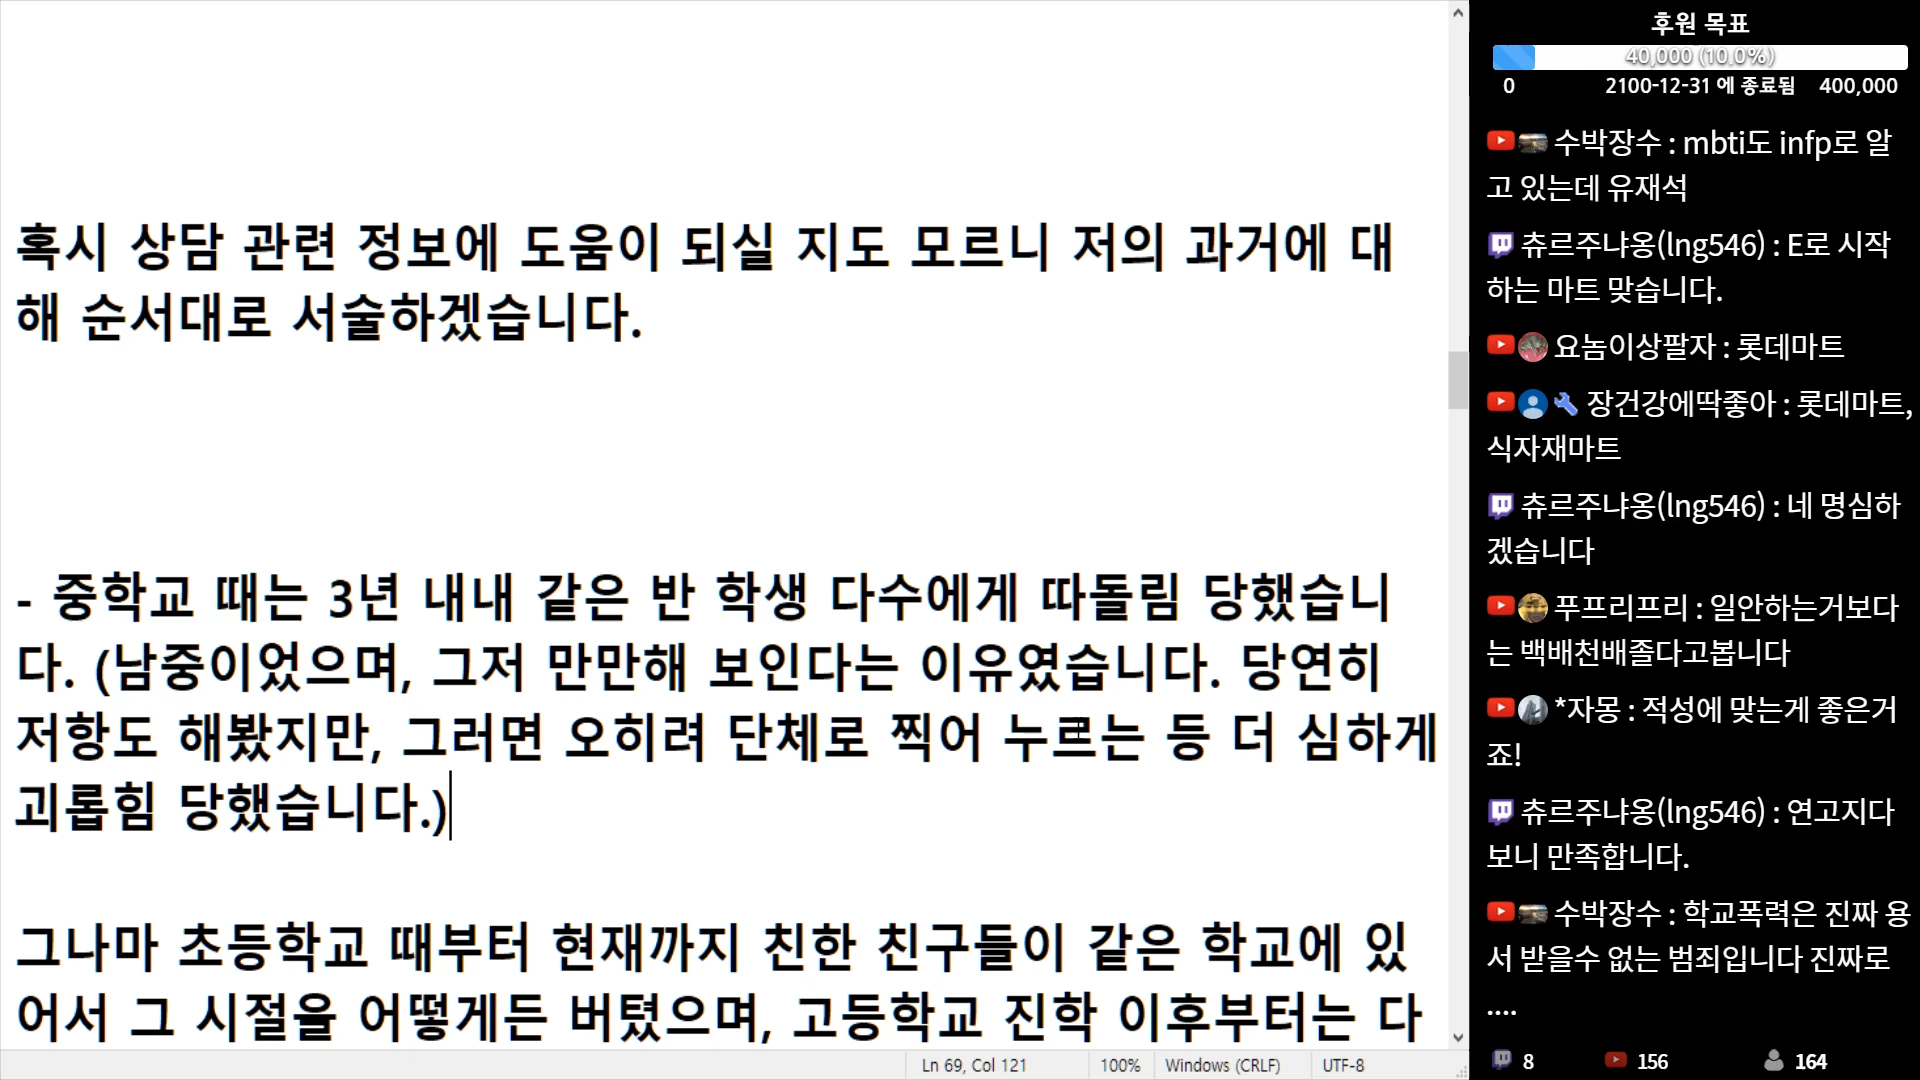 혹시 상담 관련 정보에 도움이 되실 지도 모르니 저의 과거에 대
해 순서대로 서술하겠습니다.
- 중학교 때는 3년 내내 같은 반 학생 다수에게 따돌림 당했습니
다. (남중이었으며, 그저 만만해 보인다는 이유였습니다. 당연히
저항도 해봤지만, 그러면 오히려 단체로 찍어 누르는 등 더 심하게
괴롭힘 당했습니다.)
그나마 초등학교 때부터 현재까지 친한 친구들이 같은 학교에 있
어서 그 시절을 어떻게든 버텼으며, 고등학교 진학 이후부터는 다
Ln 69, Col 121
100%
Windows (CRLF)
UTF-8
후원 목표
40,000 (10.0%)
0 2100-12-31 에 종료됨 400,000
수박장수 : mbti도 infp로 알
고 있는데 유재석
츄르주냐옹(lng546) : E로 시작
하는 마트 맞습니다.
요놈이상팔자 : 롯데마트
장건강에딱좋아 : 롯데마트,
식자재마트
츄르주냐옹(lng546) : 네 명심하
겠습니다
푸프리프리 : 일안하는거보다
는 백배천배졸다고봅니다
*자몽 : 적성에 맞는게 좋은거
죠!
츄르주냐옹(lng546) : 연고지다
보니 만족합니다.
수박장수 : 학교폭력은 진짜 용
서 받을수 없는 범죄입니다 진짜로
....
8 156 164